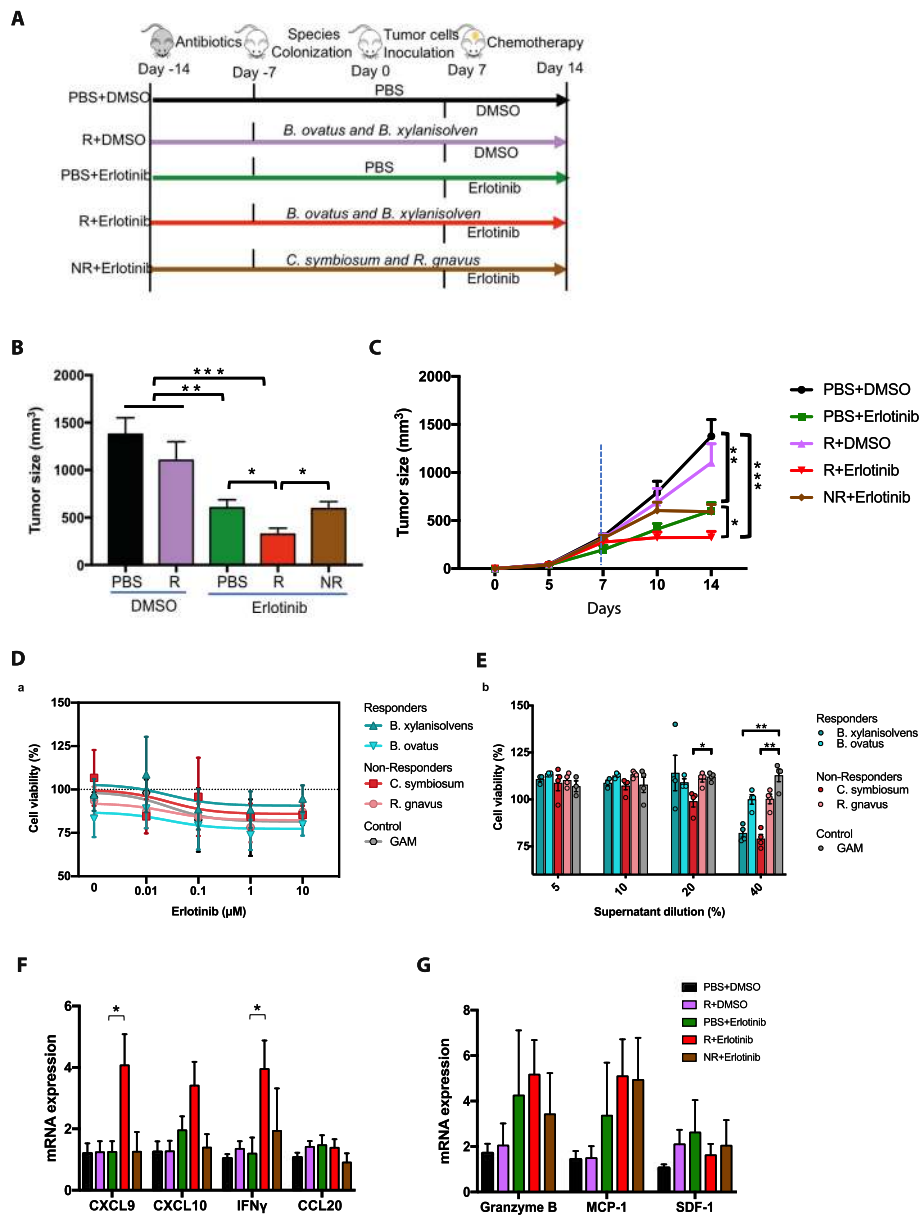 A
Antibiotics
Species
Colonization
Tumor cells
Inoculation
Chemotherapy
Day -14
Day -7
Day 0
Day 7
Day 14
PBS+DMSO
PBS
DMSO
R+DMSO
B. ovatus and B. xylanisolven
DMSO
PBS+Erlotinib
PBS
Erlotinib
R+Erlotinib
B. ovatus and B. xylanisolven
Erlotinib
NR+Erlotinib
C. symbiosum and R. gnavus
Erlotinib
B
Tumor size (mm³)
2000
1500
1000
500
0
***
**
*
*
PBS
R
PBS
R
NR
DMSO
Erlotinib
C
Tumor size (mm³)
2000
1500
1000
500
0
0
5
7
10
14
Days
**
***
*
PBS+DMSO
PBS+Erlotinib
R+DMSO
R+Erlotinib
NR+Erlotinib
D
a
Cell viability (%)
150
125
100
75
50
0
0.01
0.1
1
10
Erlotinib (µM)
Responders
B. xylanisolvens
B. ovatus
Non-Responders
C. symbiosum
R. gnavus
Control
GAM
E
b
Cell viability (%)
150
125
100
75
5
10
20
40
Supernatant dilution (%)
*
**
**
Responders
B. xylanisolvens
B. ovatus
Non-Responders
C. symbiosum
R. gnavus
Control
GAM
F
mRNA expression
6
4
2
0
*
*
CXCL9
CXCL10
IFNγ
CCL20
G
mRNA expression
8
6
4
2
0
Granzyme B
MCP-1
SDF-1
PBS+DMSO
R+DMSO
PBS+Erlotinib
R+Erlotinib
NR+Erlotinib